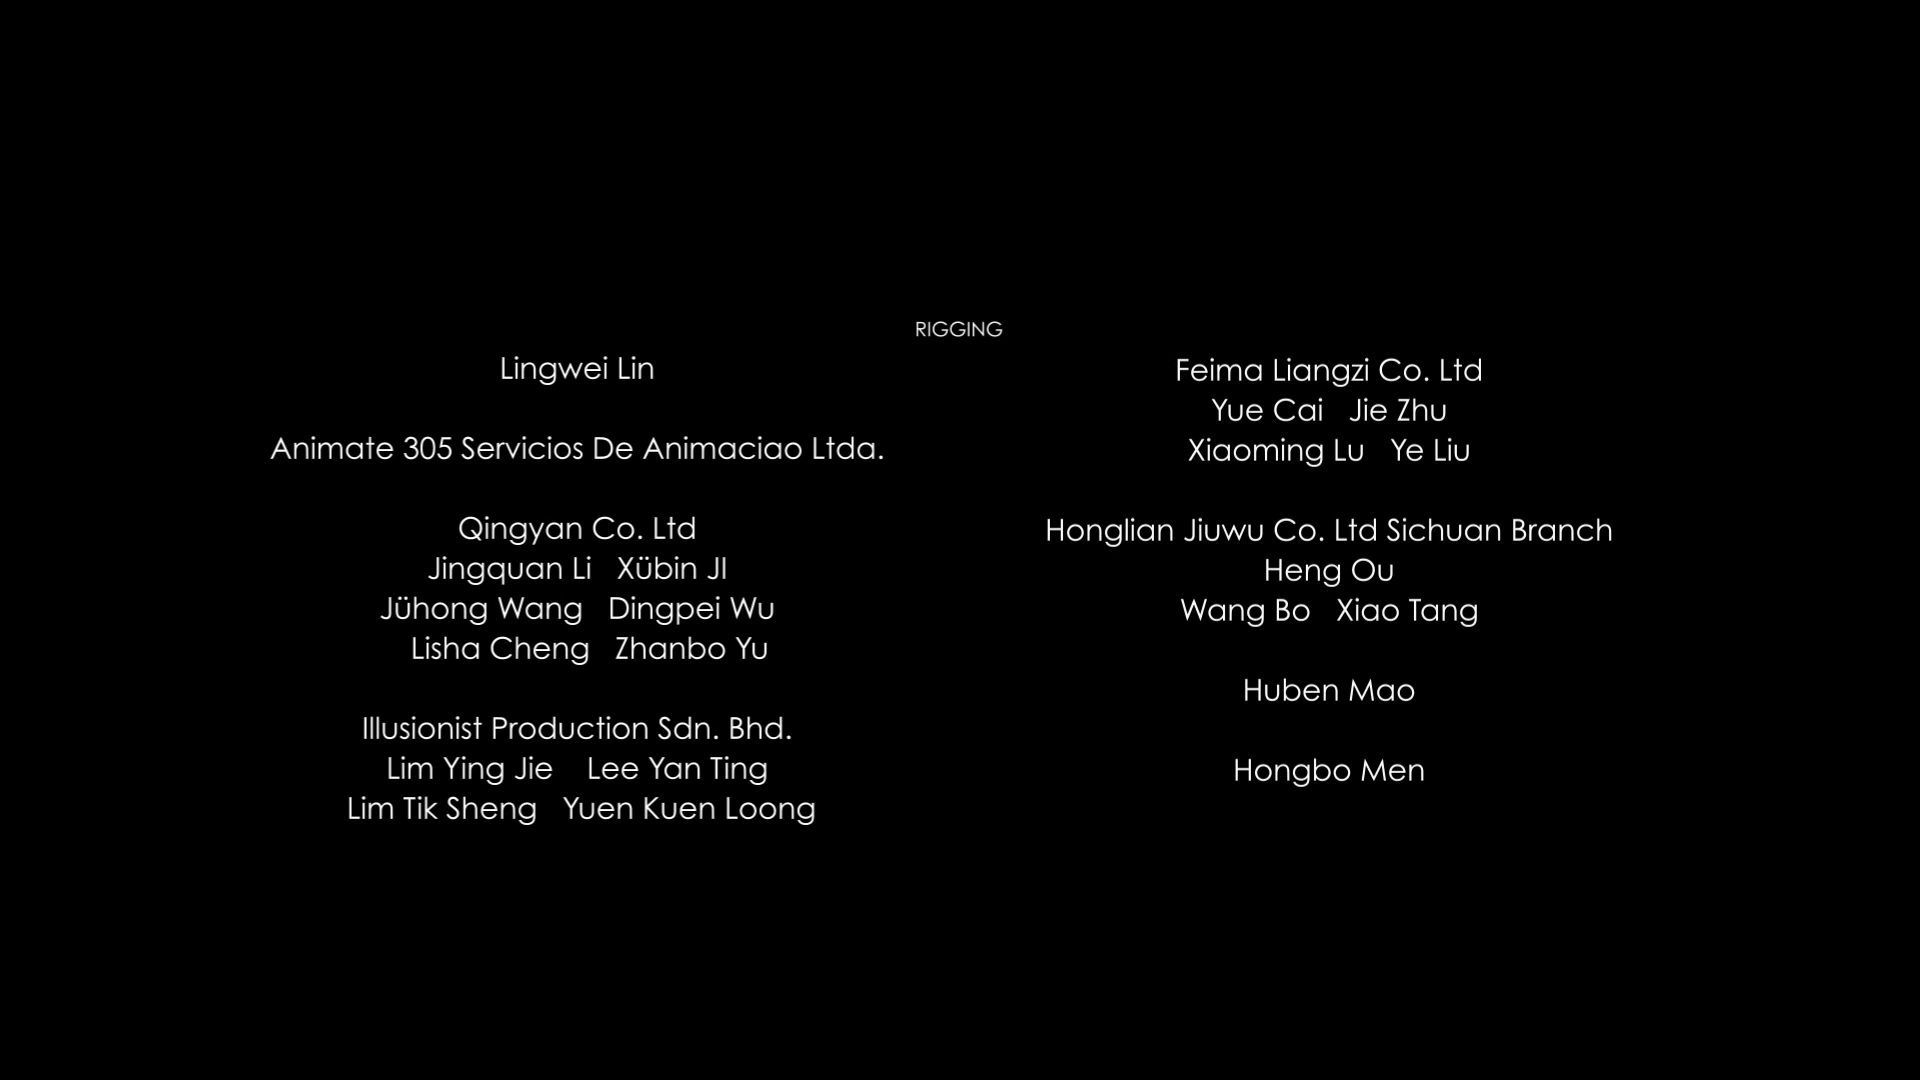 RIGGING
Lingwei Lin
Animate 305 Servicios De Animaciao Ltda.
Qingyan Co. Ltd
Jingquan Li Xübin JI
Jühong Wang Dingpei Wu
Lisha Cheng Zhanbo Yu
Illusionist Production Sdn. Bhd.
Lim Ying Jie Lee Yan Ting
Lim Tik Sheng Yuen Kuen Loong
Feima Liangzi Co. Ltd
Yue Cai Jie Zhu
Xiaoming Lu Ye Liu
Honglian Jiuwu Co. Ltd Sichuan Branch
Heng Ou
Wang Bo Xiao Tang
Huben Mao
Hongbo Men